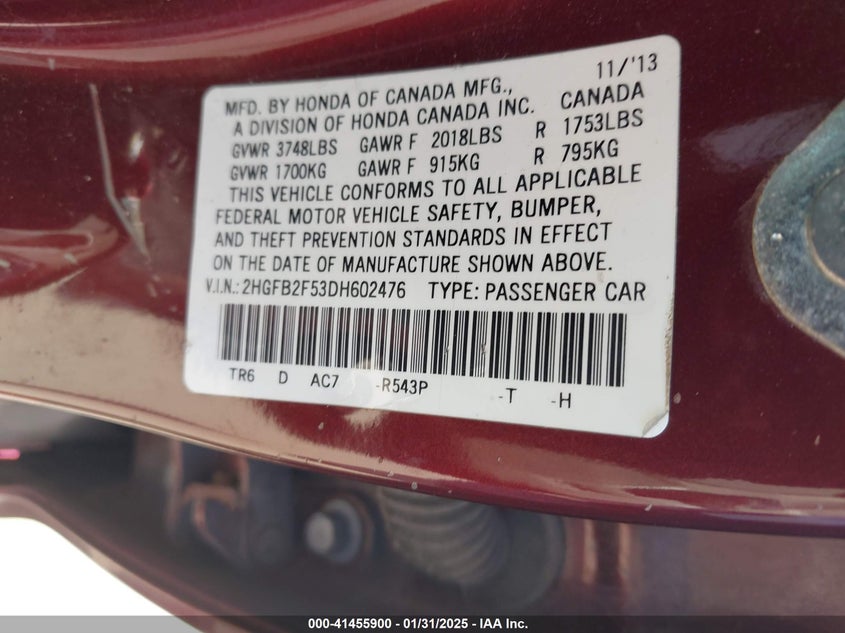 11/'13
MFD. BY HONDA OF CANADA MFG.,
A DIVISION OF HONDA CANADA INC. CANADA
GVWR 3748LBS GAWR F 2018LBS R 1753LBS
GVWR 1700KG GAWR F 915KG R 795KG
THIS VEHICLE CONFORMS TO ALL APPLICABLE
FEDERAL MOTOR VEHICLE SAFETY, BUMPER,
AND THEFT PREVENTION STANDARDS IN EFFECT
ON THE DATE OF MANUFACTURE SHOWN ABOVE.
V.I.N.: 2HGFB2F53DH602476 TYPE: PASSENGER CAR
TR6 D AC7 -R543P -T -H
000-41455900 - 01/31/2025 - IAA Inc.